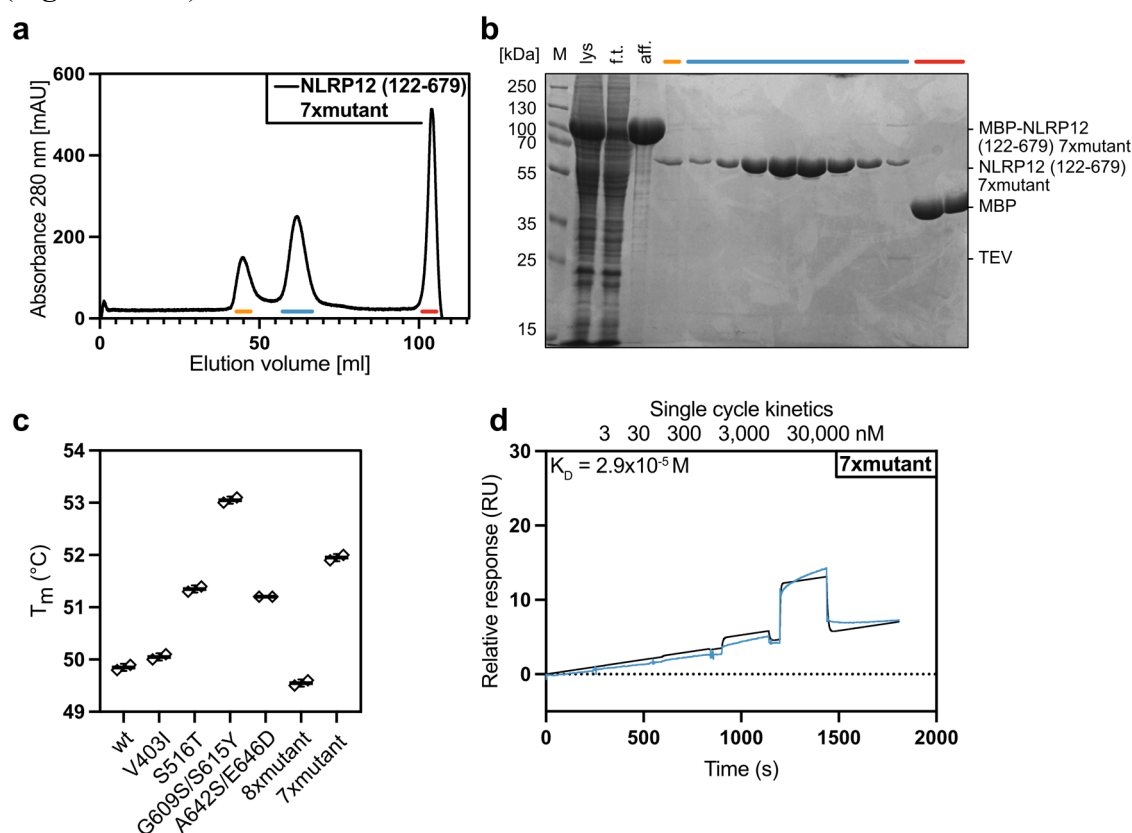 a
600
400
200
0
Absorbance 280 nm [mAU]
NLRP12 (122-679)
7xmutant
0
50
100
Elution volume [ml]
b
[kDa] M lys f.t. aff.
250
130
100
70
55
35
25
15
MBP-NLRP12
(122-679) 7xmutant
NLRP12 (122-679)
7xmutant
MBP
TEV
c
54
53
52
51
50
49
Tm (°C)
wt
V403I
S516T
G609S/S615Y
A642S/E646D
8xmutant
7xmutant
d
Single cycle kinetics
3 30 300 3,000 30,000 nM
KD = 2.9x10-5 M
7xmutant
30
20
10
0
Relative response (RU)
0 500 1000 1500 2000
Time (s)